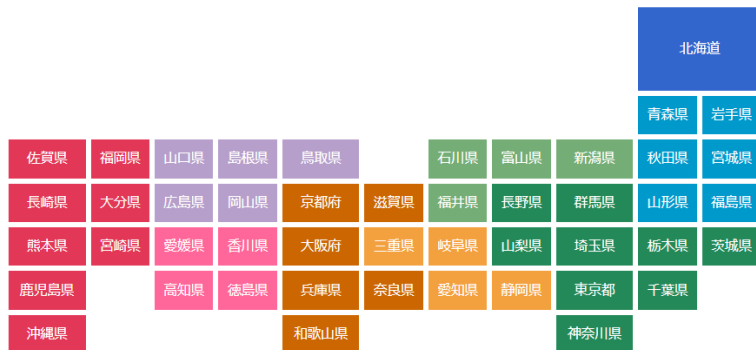 北海道
青森県 岩手県
佐賀県 福岡県 山口県 島根県 鳥取県 石川県 富山県 新潟県 秋田県 宮城県
長崎県 大分県 広島県 岡山県 京都府 滋賀県 福井県 長野県 群馬県 山形県 福島県
熊本県 宮崎県 愛媛県 香川県 大阪府 三重県 岐阜県 山梨県 埼玉県 栃木県 茨城県
鹿児島県 高知県 徳島県 兵庫県 奈良県 愛知県 静岡県 東京都 千葉県
沖縄県 和歌山県 神奈川県